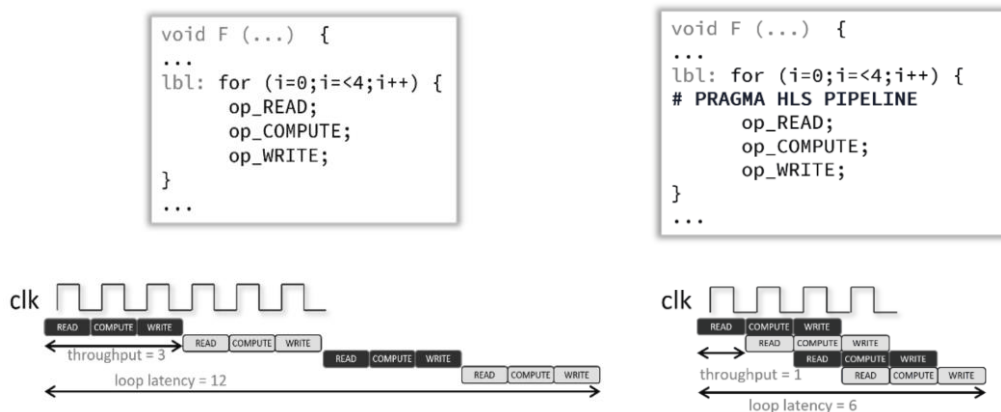 void F (...) {
...
lbl: for (i=0;i=<4;i++) {
op_READ;
op_COMPUTE;
op_WRITE;
}
...
void F (...) {
...
lbl: for (i=0;i=<4;i++) {
# PRAGMA HLS PIPELINE
op_READ;
op_COMPUTE;
op_WRITE;
}
...
clk
READ COMPUTE WRITE
READ COMPUTE WRITE
throughput = 3
READ COMPUTE WRITE
READ COMPUTE WRITE
loop latency = 12
clk
READ COMPUTE WRITE
READ COMPUTE WRITE
READ COMPUTE WRITE
throughput = 1
READ COMPUTE WRITE
loop latency = 6